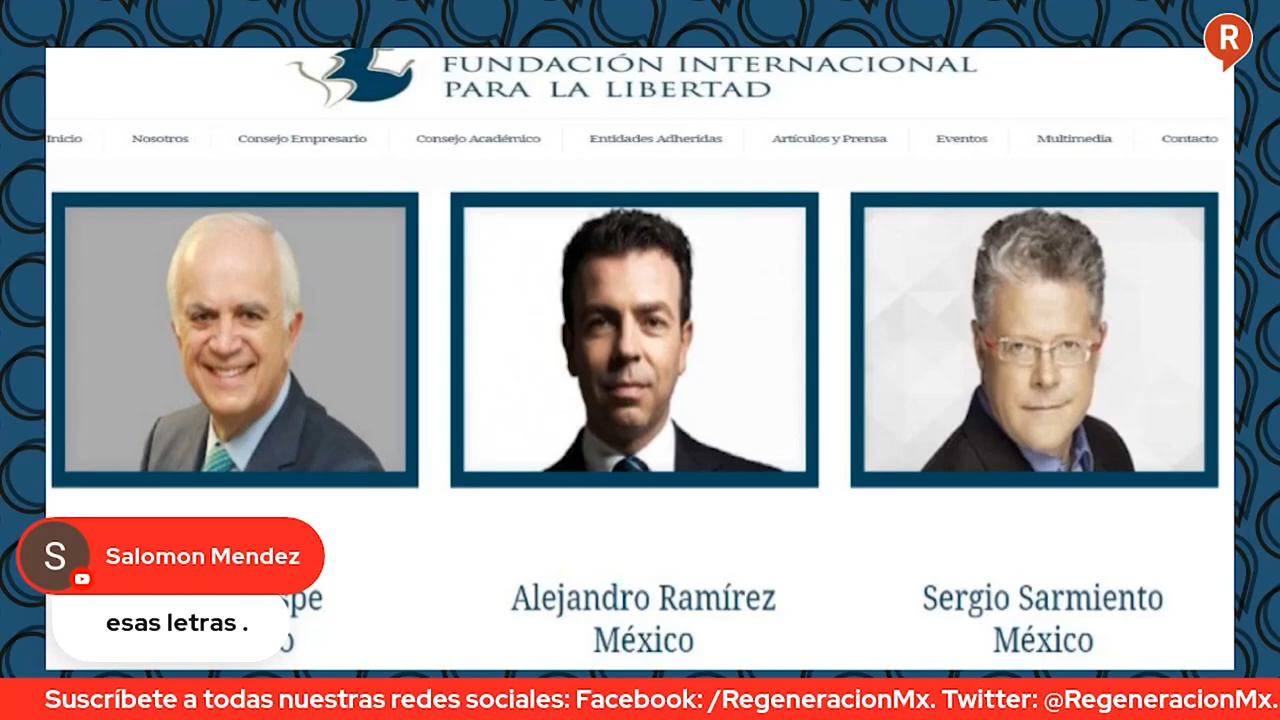 R
FUNDACIÓN INTERNACIONAL
PARA LA LIBERTAD
Inicio Nosotros Consejo Empresario Consejo Académico Entidades Adheridas Artículos y Prensa Eventos Multimedia Contacto
S Salomon Mendez
esas letras .
Alejandro Ramírez
México
Sergio Sarmiento
México
Suscríbete a todas nuestras redes sociales: Facebook: /RegeneracionMx. Twitter: @RegeneracionMx.